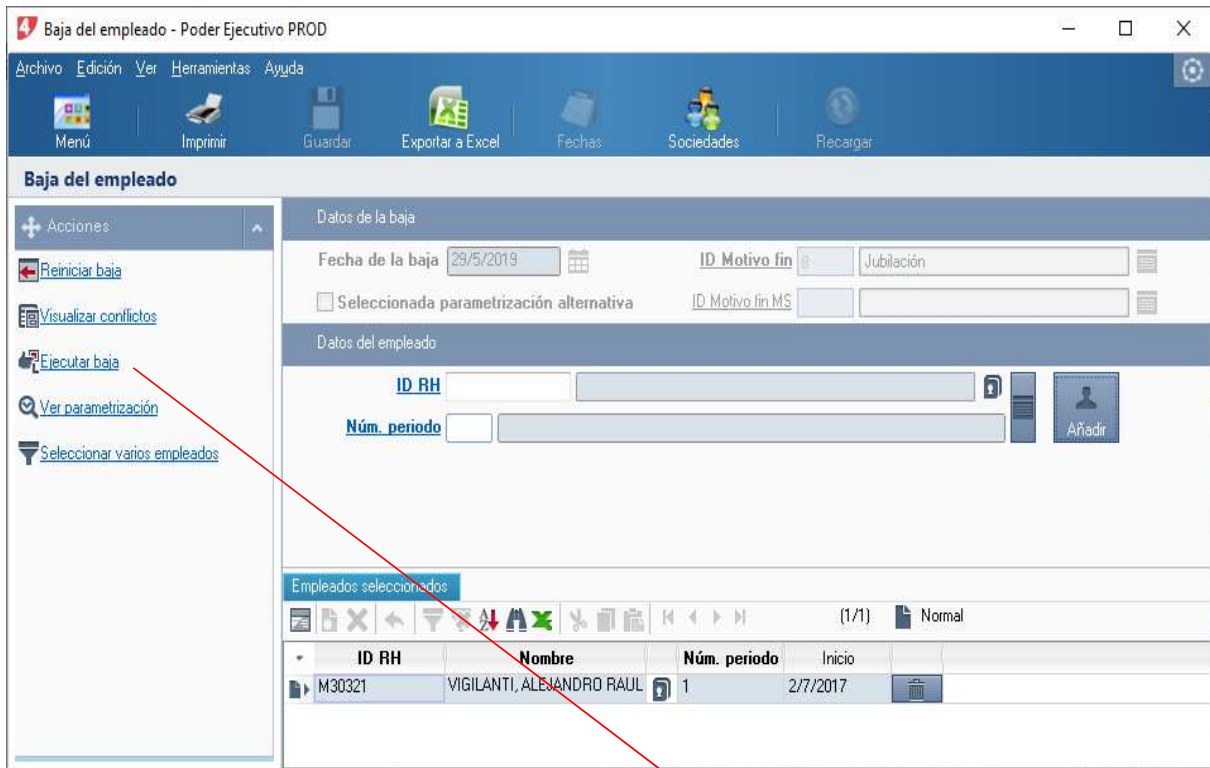 Baja del empleado - Poder Ejecutivo PROD
Archivo Edición Ver Herramientas Ayuda
Menú Imprimir Guardar Exportar a Excel Fechas Sociedades Recargar
Baja del empleado
Acciones
Reiniciar baja
Visualizar conflictos
Ejecutar baja
Ver parametrización
Seleccionar varios empleados
Datos de la baja
Fecha de la baja 29/5/2019 ID Motivo fin 8 Jubilación
Seleccionada parametrización alternativa ID Motivo fin MS
Datos del empleado
ID RH
Núm. periodo
Añadir
Empleados seleccionados
(1/1) Normal
ID RH Nombre Núm. periodo Inicio
M30321 VIGILANTI, ALEJANDRO RAUL 1 2/7/2017